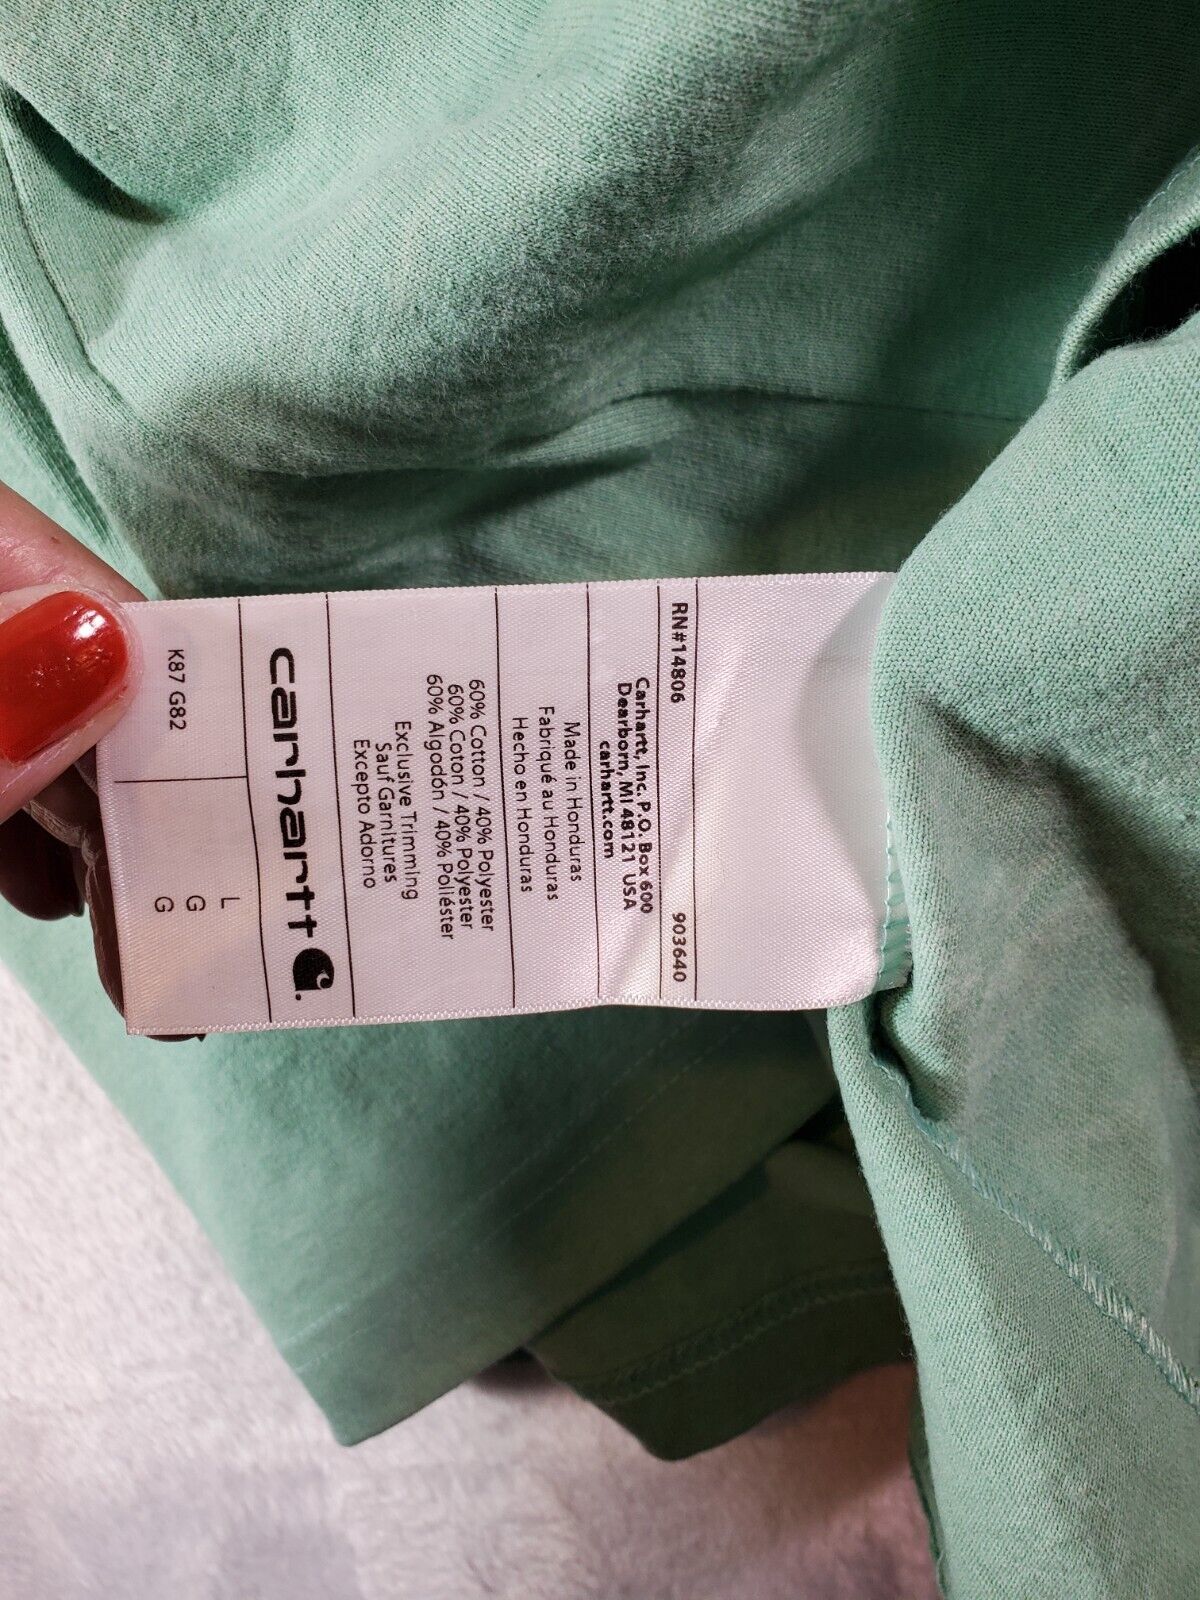 K87 G82
L
G
G
carhartt
Exclusive Trimming
Sauf Garnitures
Excepto Adorno
60% Cotton / 40% Polyester
60% Coton / 40% Polyester
60% Algodón / 40% Poliéster
Made in Honduras
Fabriqué au Honduras
Hecho en Honduras
Carhartt, Inc. P.O. Box 600
Dearborn, MI 48121 USA
carhartt.com
RN#14806 903640